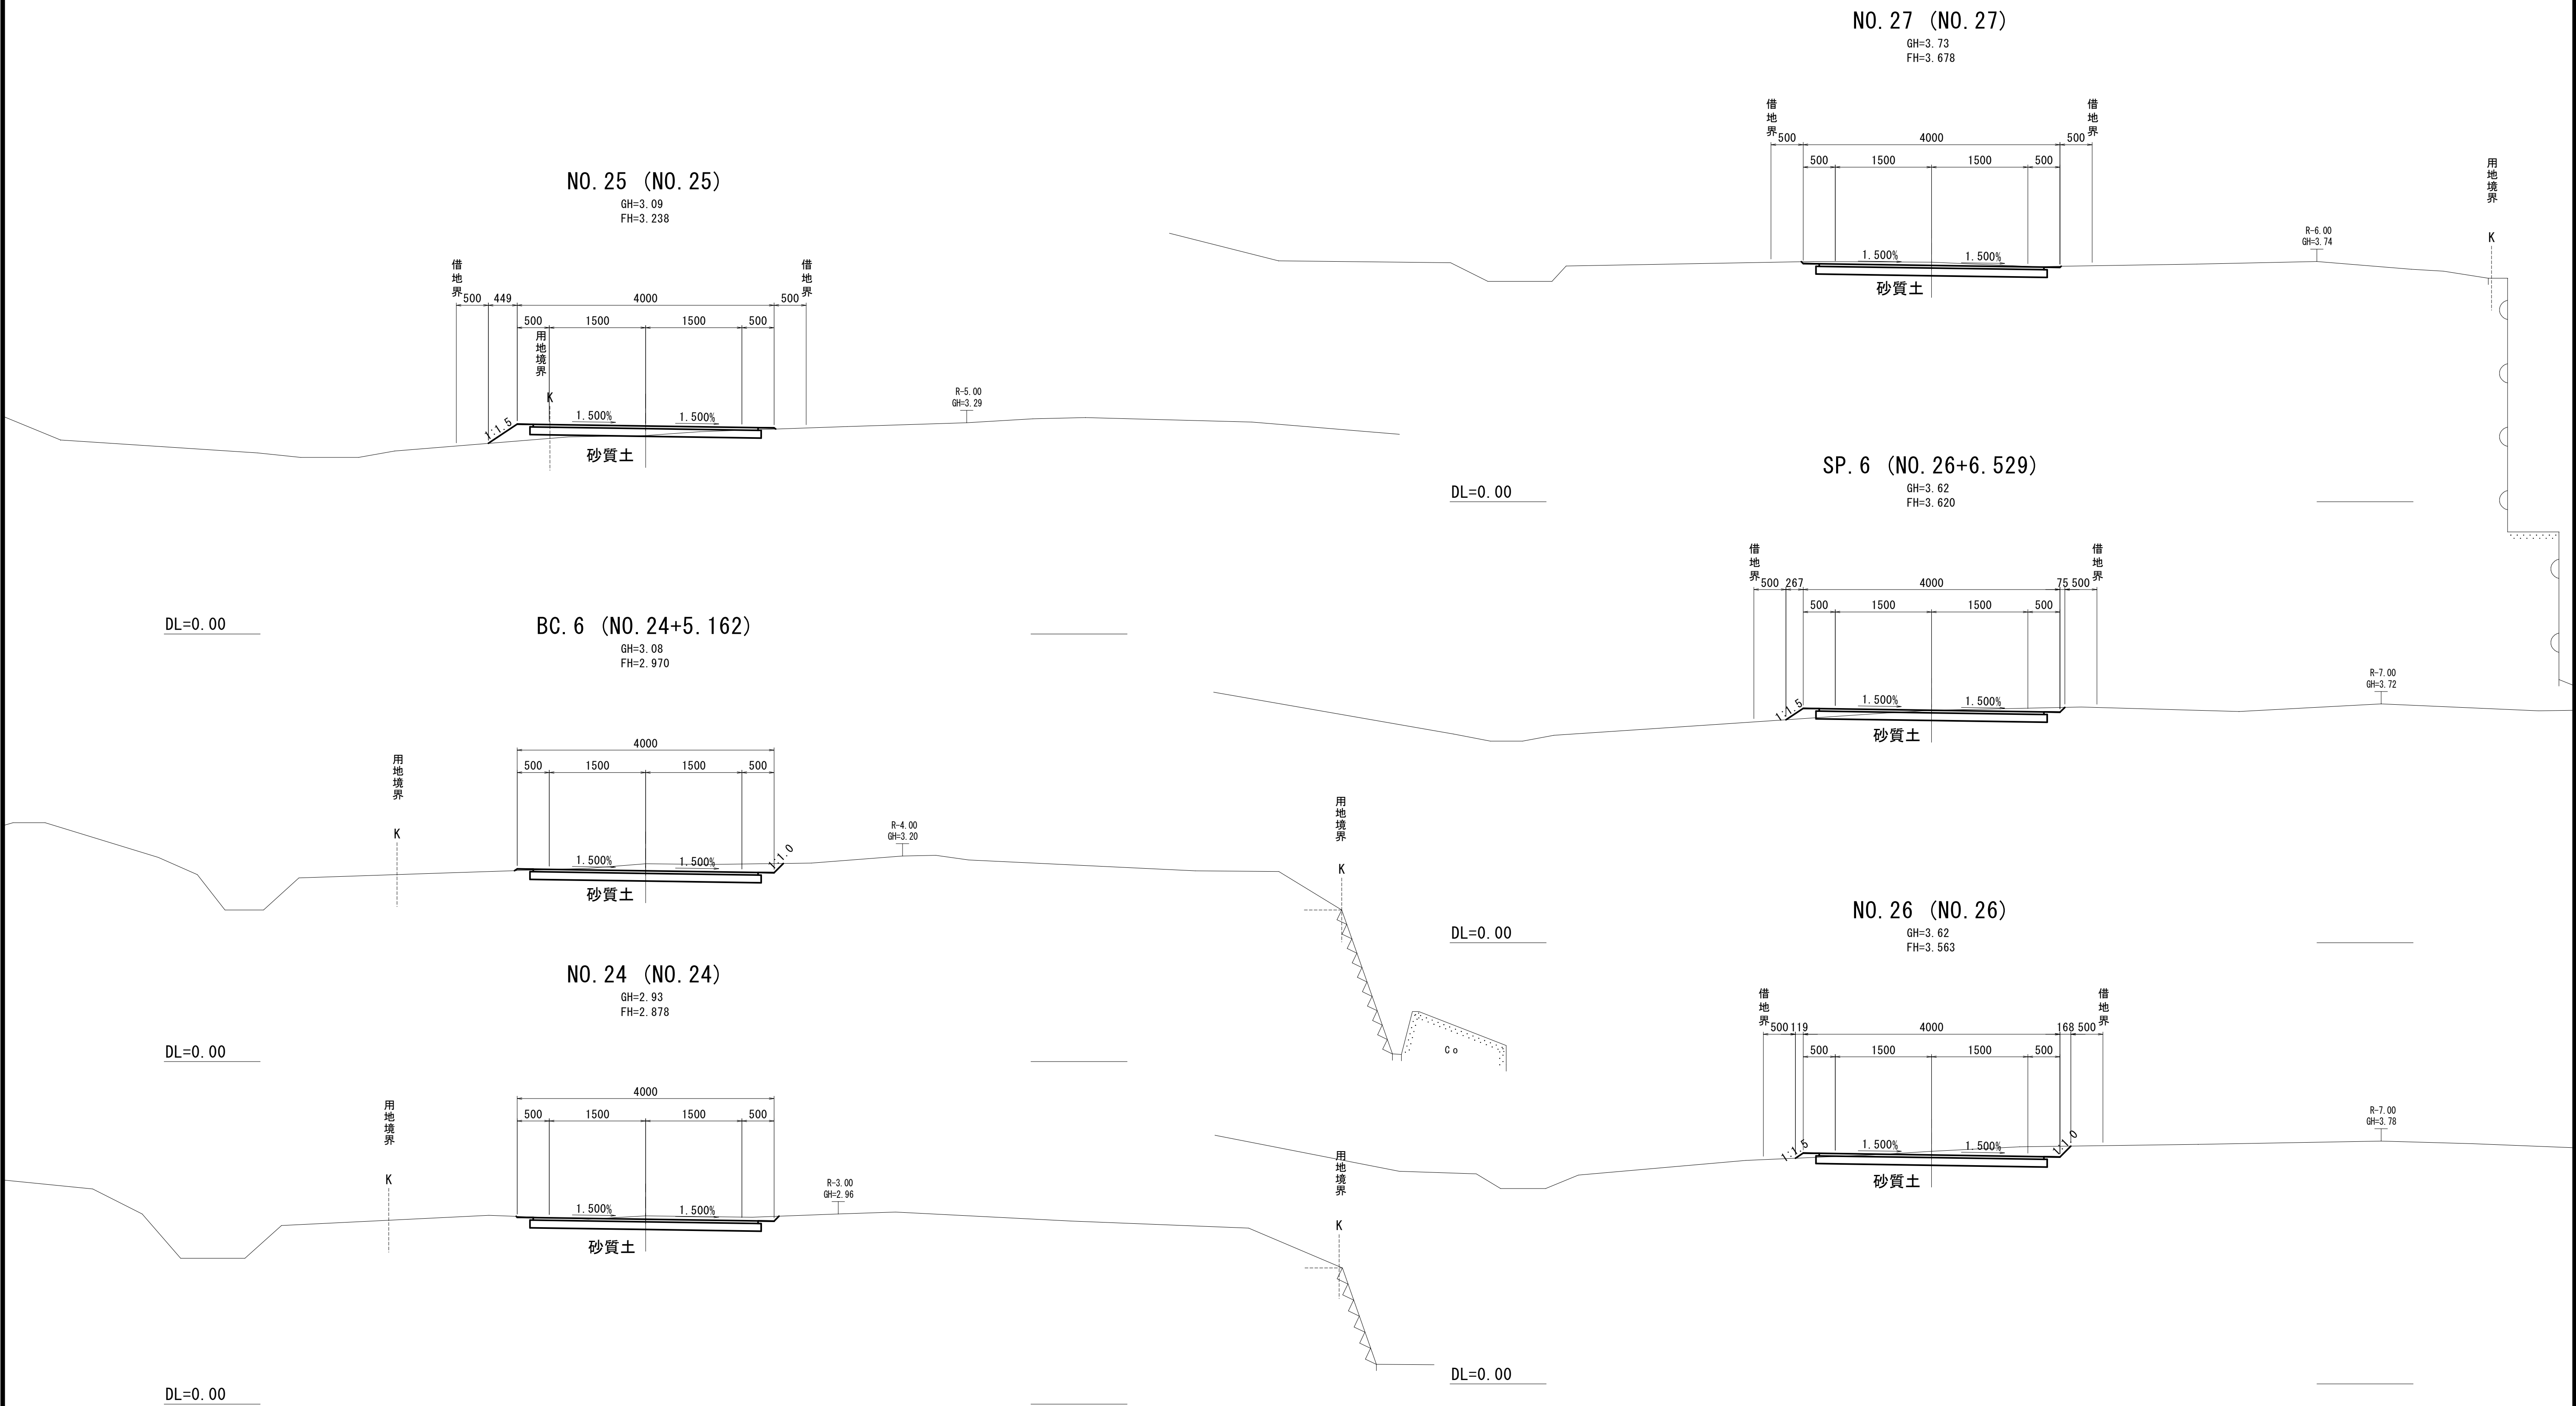 NO.25 (NO.25)
GH=3.09
FH=3.238
借地界
借地界
500
449
4000
500
500
1500
1500
500
用地境界
K
1:1.5
1.500%
1.500%
R-5.00
GH=3.29
砂質土
DL=0.00
BC.6 (NO.24+5.162)
GH=3.08
FH=2.970
4000
500
1500
1500
500
用地境界
K
1.500%
1.500%
1:1.0
R-4.00
GH=3.20
砂質土
用地境界
K
Co
DL=0.00
NO.24 (NO.24)
GH=2.93
FH=2.878
4000
500
1500
1500
500
用地境界
K
1.500%
1.500%
R-3.00
GH=2.96
砂質土
用地境界
K
DL=0.00
NO.27 (NO.27)
GH=3.73
FH=3.678
借地界
借地界
500
4000
500
500
1500
1500
500
1.500%
1.500%
R-6.00
GH=3.74
用地境界
K
砂質土
DL=0.00
SP.6 (NO.26+6.529)
GH=3.62
FH=3.620
借地界
借地界
500
267
4000
75
500
500
1500
1500
500
1:1.5
1.500%
1.500%
R-7.00
GH=3.72
砂質土
DL=0.00
NO.26 (NO.26)
GH=3.62
FH=3.563
借地界
借地界
500
119
4000
168
500
500
1500
1500
500
1:1.5
1.500%
1.500%
1:1.0
R-7.00
GH=3.78
砂質土
DL=0.00